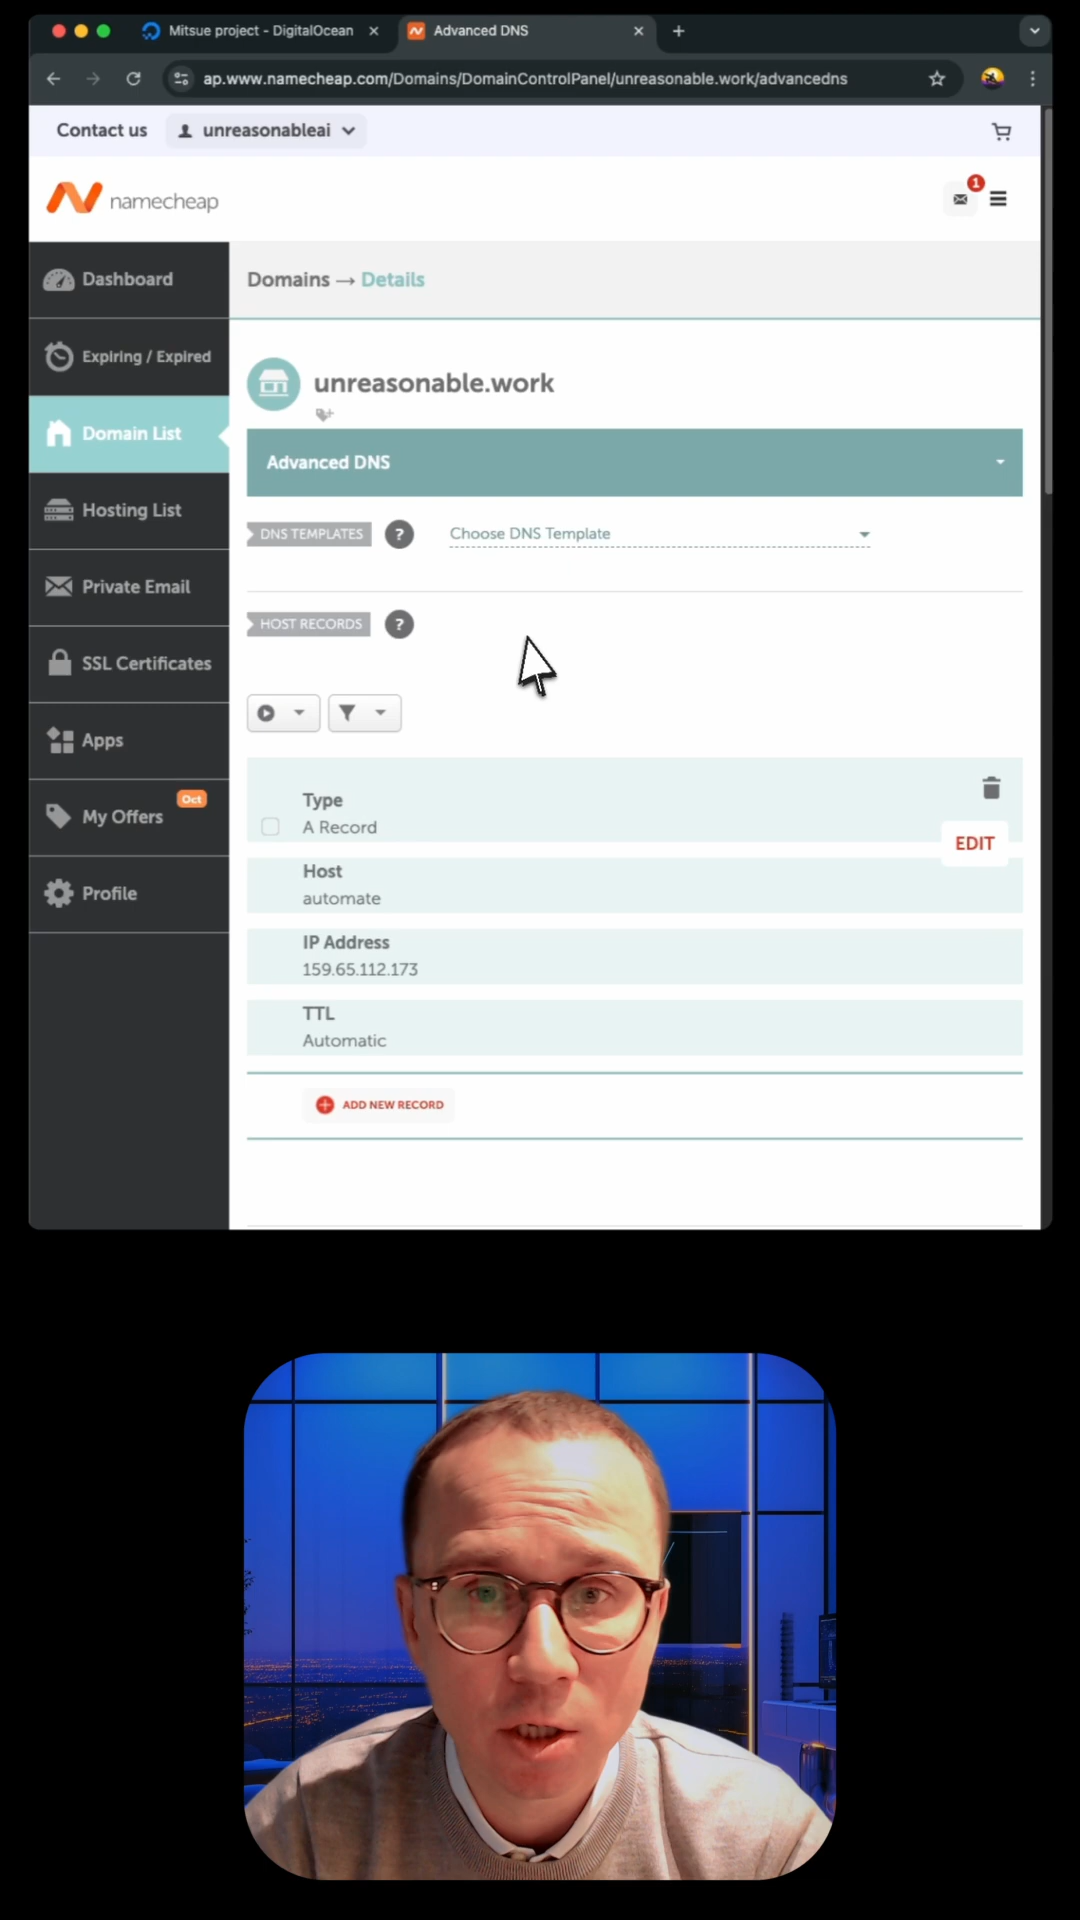 Mitsue project - DigitalOcean
Advanced DNS
ap.www.namecheap.com/Domains/DomainControlPanel/unreasonable.work/advancedns
Contact us
unreasonableai
namecheap
1
Dashboard
Expiring / Expired
Domain List
Hosting List
Private Email
SSL Certificates
Apps
My Offers
Oct
Profile
Domains → Details
unreasonable.work
Advanced DNS
DNS TEMPLATES
?
Choose DNS Template
HOST RECORDS
?
Type
A Record
EDIT
Host
automate
IP Address
159.65.112.173
TTL
Automatic
ADD NEW RECORD